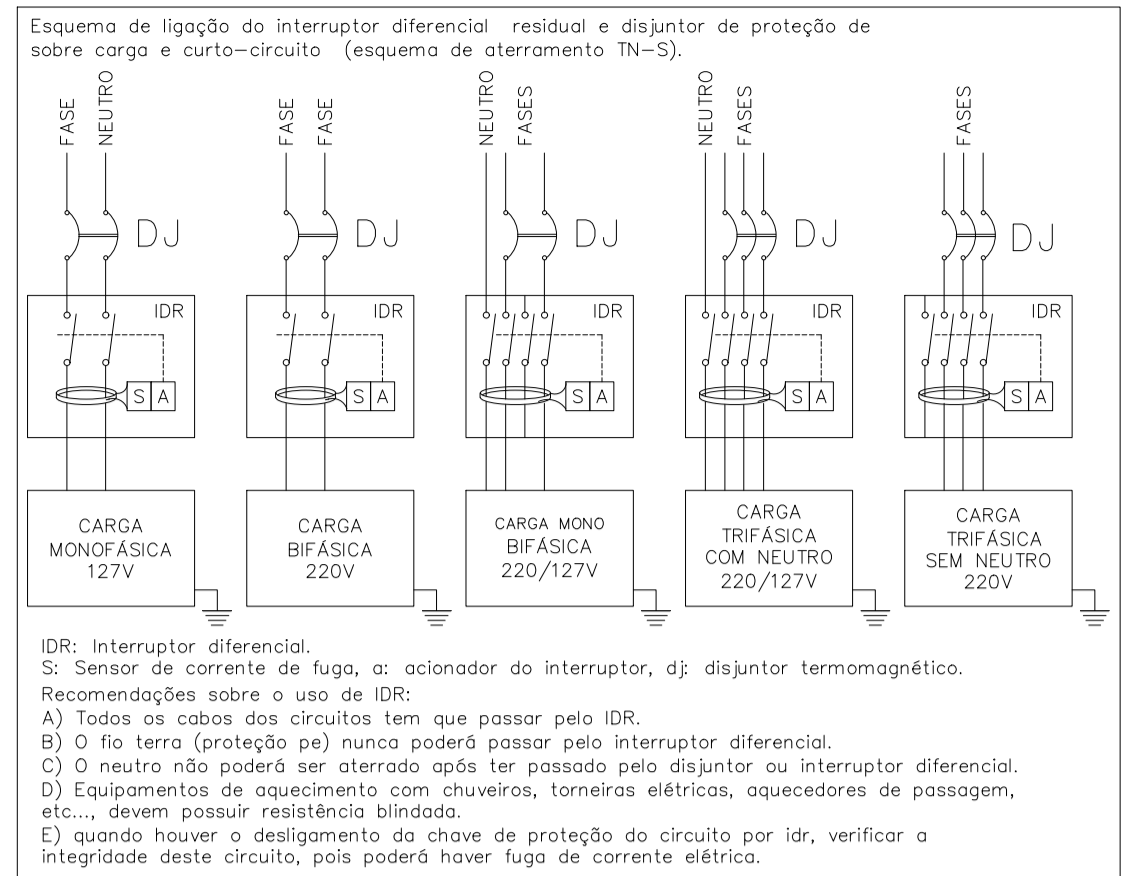 Esquema de ligação do interruptor diferencial residual e disjuntor de proteção de
sobre carga e curto-circuito (esquema de aterramento TN-S).
FASE
NEUTRO
DJ
IDR
S A
CARGA
MONOFÁSICA
127V
FASE
FASE
DJ
IDR
S A
CARGA
BIFÁSICA
220V
NEUTRO
FASES
DJ
IDR
S A
CARGA MONO
BIFÁSICA
220/127V
NEUTRO
FASES
DJ
IDR
S A
CARGA
TRIFÁSICA
COM NEUTRO
220/127V
FASES
DJ
IDR
S A
CARGA
TRIFÁSICA
SEM NEUTRO
220V
IDR: Interruptor diferencial.
S: Sensor de corrente de fuga, a: acionador do interruptor, dj: disjuntor termomagnético.
Recomendações sobre o uso de IDR:
A) Todos os cabos dos circuitos tem que passar pelo IDR.
B) O fio terra (proteção pe) nunca poderá passar pelo interruptor diferencial.
C) O neutro não poderá ser aterrado após ter passado pelo disjuntor ou interruptor diferencial.
D) Equipamentos de aquecimento com chuveiros, torneiras elétricas, aquecedores de passagem,
etc..., devem possuir resistência blindada.
E) quando houver o desligamento da chave de proteção do circuito por idr, verificar a
integridade deste circuito, pois poderá haver fuga de corrente elétrica.